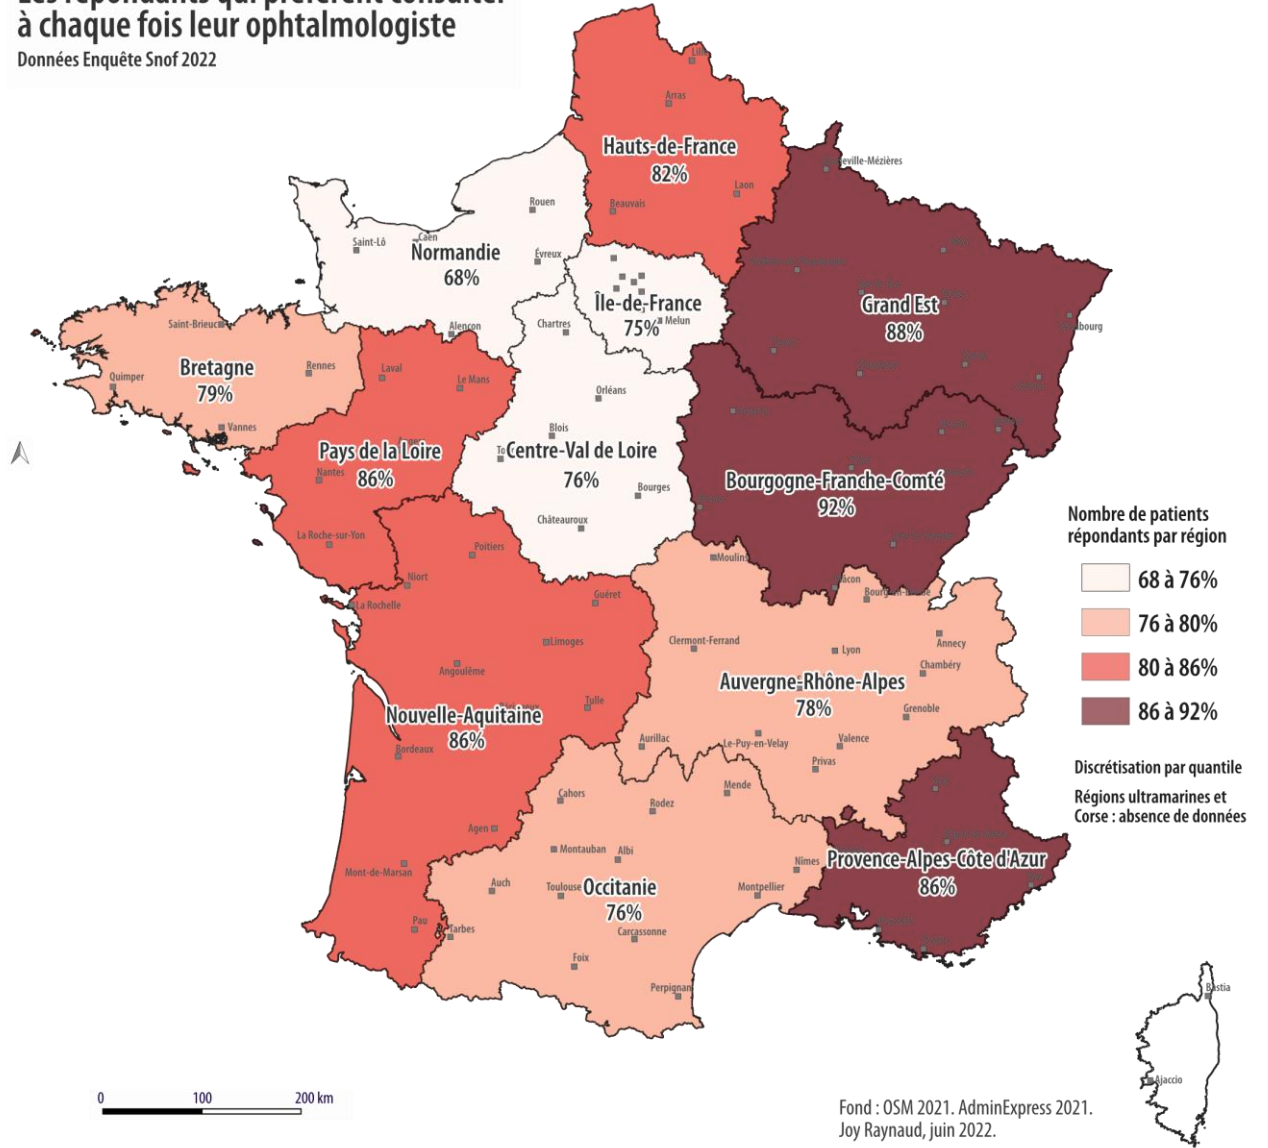 Les répondants qui préfèrent consulter
à chaque fois leur ophtalmologiste
Données Enquête Snof 2022
Lille
Arras
Hauts-de-France
82%
Laon
Beauvais
Rouen
Saint-Lô
Caen
Normandie
68%
Évreux
Alençon
Île-de-France
75%
Melun
Chartres
Grand Est
88%
Saint-Brieuc
Bretagne
79%
Rennes
Quimper
Vannes
Laval
Le Mans
Pays de la Loire
86%
Nantes
La Roche-sur-Yon
Orléans
Blois
Centre-Val de Loire
76%
Bourges
Châteauroux
Bourgogne-Franche-Comté
92%
Nombre de patients
répondants par région
68 à 76%
76 à 80%
80 à 86%
86 à 92%
Discrétisation par quantile
Régions ultramarines et
Corse : absence de données
Poitiers
Niort
La Rochelle
Guéret
Limoges
Angoulême
Tulle
Nouvelle-Aquitaine
86%
Bordeaux
Agen
Mont-de-Marsan
Pau
Moulins
Mâcon
Bourg-en-Bresse
Clermont-Ferrand
Lyon
Annecy
Chambéry
Auvergne-Rhône-Alpes
78%
Grenoble
Aurillac
Le-Puy-en-Velay
Valence
Privas
Cahors
Rodez
Mende
Montauban
Albi
Nîmes
Auch
Toulouse
Occitanie
76%
Montpellier
Carcassonne
Tarbes
Foix
Perpignan
Provence-Alpes-Côte d'Azur
86%
Bastia
Ajaccio
0 100 200 km
Fond : OSM 2021. AdminExpress 2021.
Joy Raynaud, juin 2022.